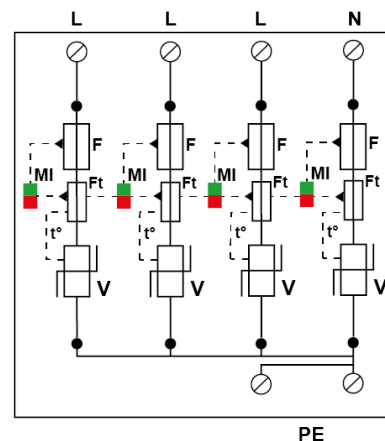 L L L N
F F F F
MI Ft MI Ft MI Ft MI Ft
t° t° t° t°
V V V V
PE